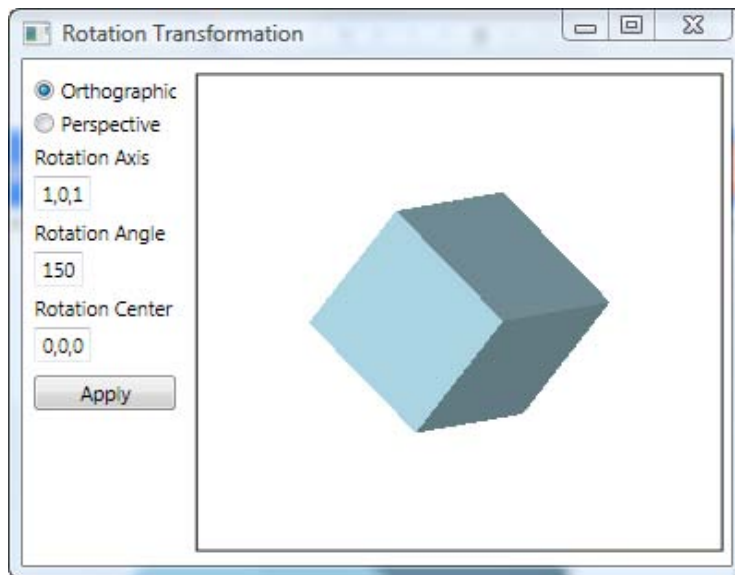 Rotation Transformation
Orthographic
Perspective
Rotation Axis
1,0,1
Rotation Angle
150
Rotation Center
0,0,0
Apply